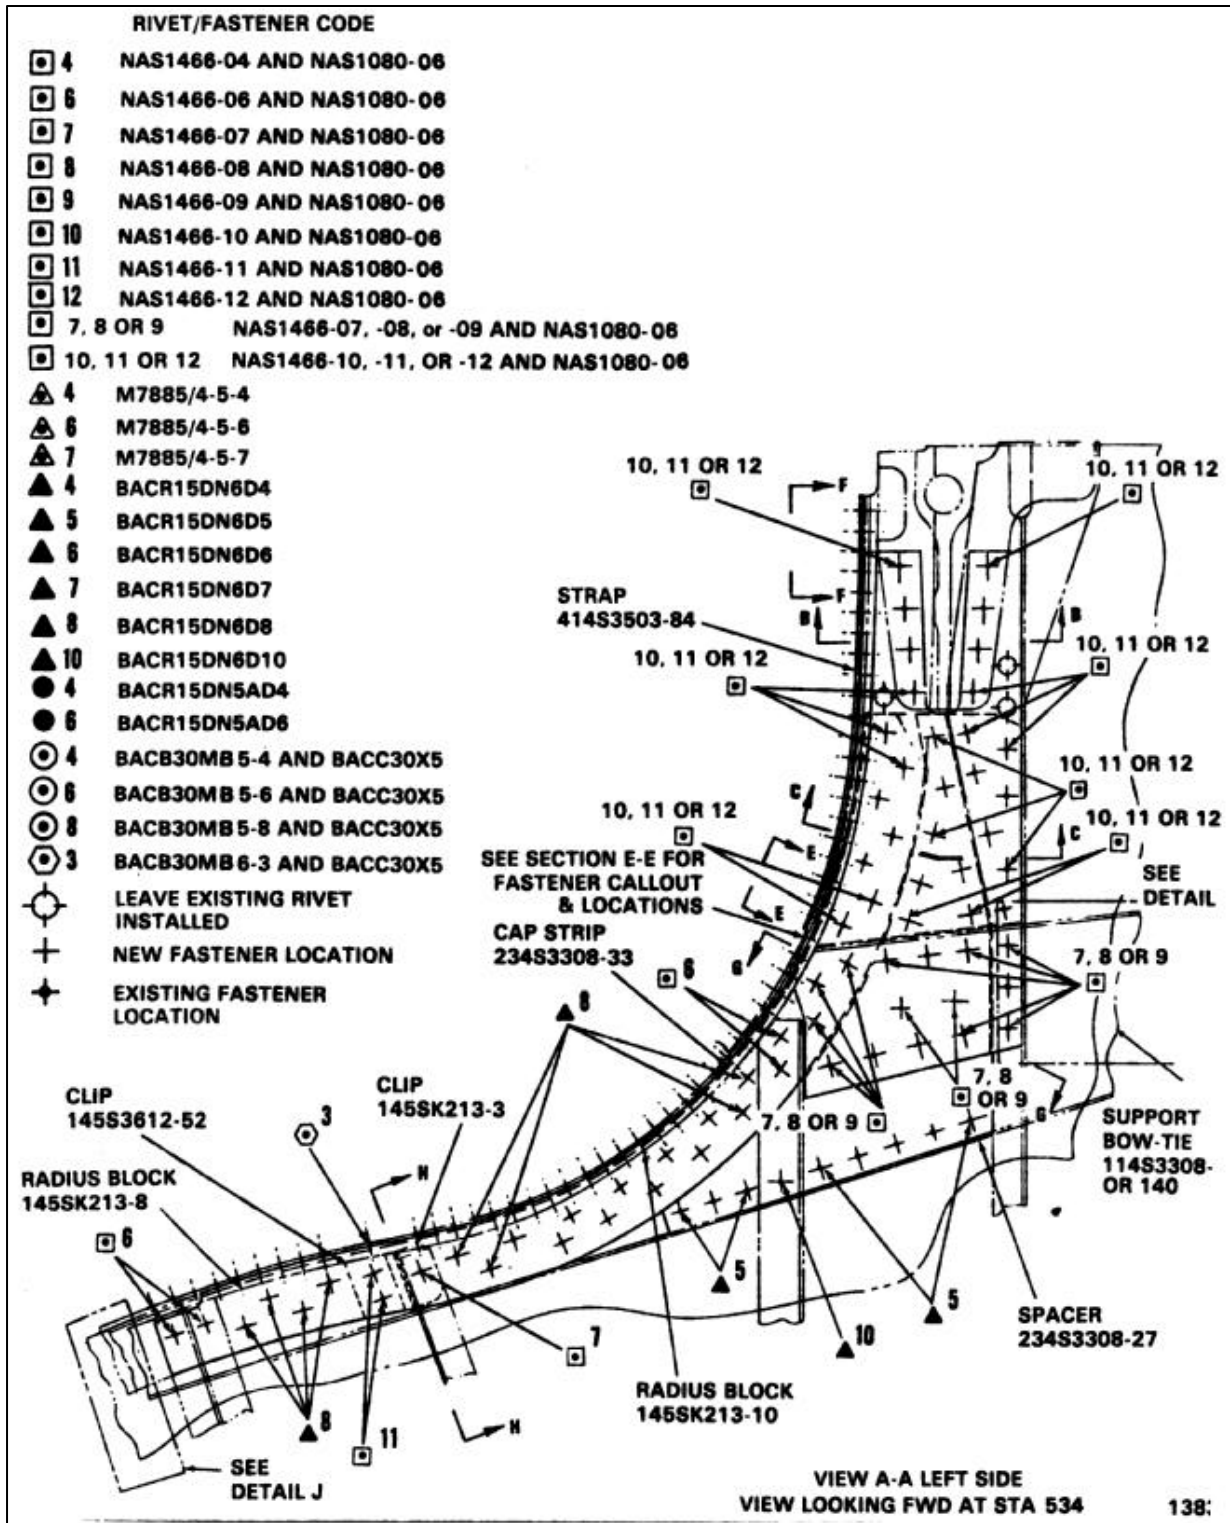 RIVET/FASTENER CODE
4 NAS1466-04 AND NAS1080-06
6 NAS1466-06 AND NAS1080-06
7 NAS1466-07 AND NAS1080-06
8 NAS1466-08 AND NAS1080-06
9 NAS1466-09 AND NAS1080-06
10 NAS1466-10 AND NAS1080-06
11 NAS1466-11 AND NAS1080-06
12 NAS1466-12 AND NAS1080-06
7, 8 OR 9 NAS1466-07, -08, or -09 AND NAS1080-06
10, 11 OR 12 NAS1466-10, -11, OR -12 AND NAS1080-06
4 M7885/4-5-4
6 M7885/4-5-6
7 M7885/4-5-7
4 BACR15DN6D4
5 BACR15DN6D5
6 BACR15DN6D6
7 BACR15DN6D7
8 BACR15DN6D8
10 BACR15DN6D10
4 BACR15DN5AD4
6 BACR15DN5AD6
4 BACB30MB5-4 AND BACC30X5
6 BACB30MB5-6 AND BACC30X5
8 BACB30MB5-8 AND BACC30X5
3 BACB30MB6-3 AND BACC30X5
LEAVE EXISTING RIVET
INSTALLED
NEW FASTENER LOCATION
EXISTING FASTENER
LOCATION
10, 11 OR 12
F
10, 11 OR 12
F
STRAP
414S3503-84
B
B
10, 11 OR 12
10, 11 OR 12
10, 11 OR 12
C
10, 11 OR 12
10, 11 OR 12
E
C
SEE SECTION E-E FOR
FASTENER CALLOUT
& LOCATIONS
SEE
DETAIL
E
CAP STRIP
234S3308-33
G
6
7, 8 OR 9
8
CLIP
145S3612-52
CLIP
145SK213-3
3
7, 8
OR 9
7, 8 OR 9
G
SUPPORT
BOW-TIE
114S3308-
OR 140
RADIUS BLOCK
145SK213-8
H
6
5
5
SPACER
234S3308-27
7
10
RADIUS BLOCK
145SK213-10
8
11
H
SEE
DETAIL J
VIEW A-A LEFT SIDE
VIEW LOOKING FWD AT STA 534
138